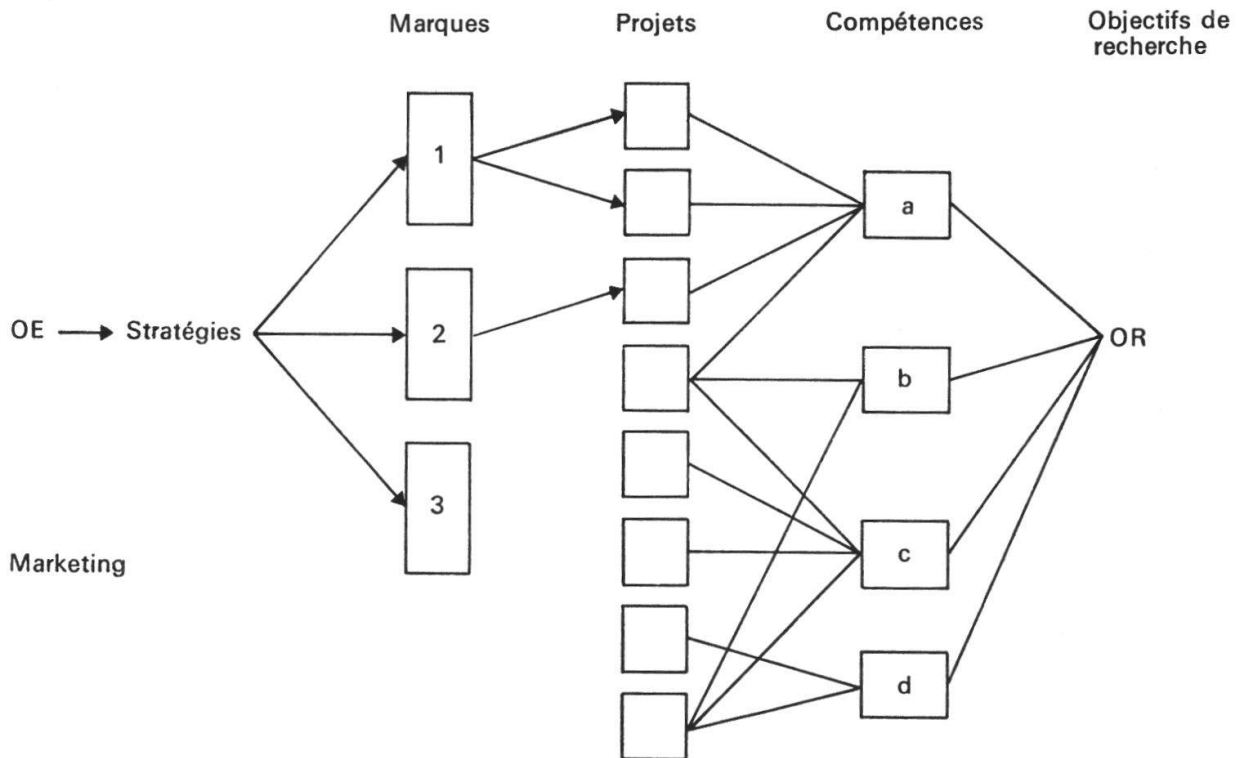 Marques
Projets
Compétences
Objectifs de
recherche
1
a
OE
Stratégies
2
OR
b
3
c
Marketing
d